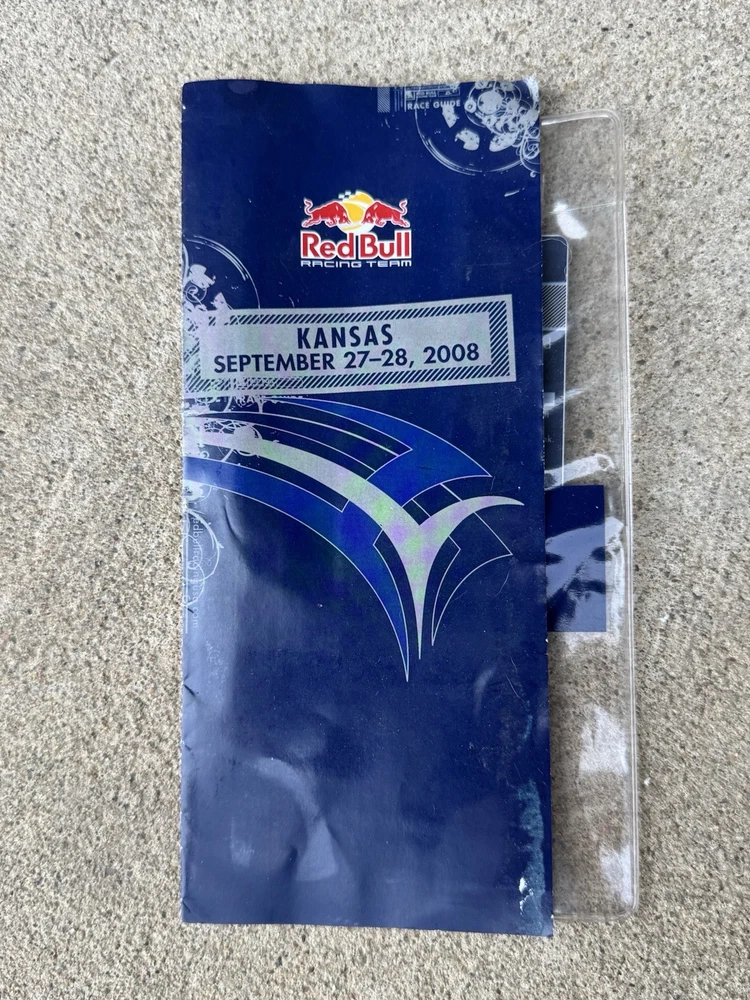 RACE GUIDE
Red Bull
RACING TEAM
KANSAS
SEPTEMBER 27–28, 2008